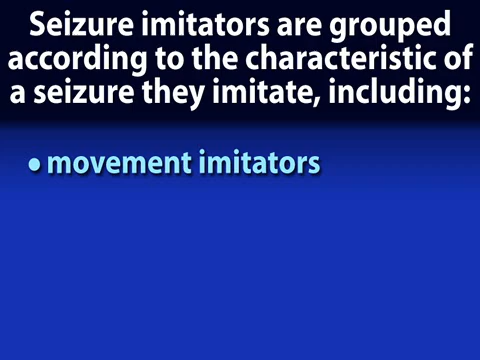 Seizure imitators are grouped
according to the characteristic of
a seizure they imitate, including:
• movement imitators